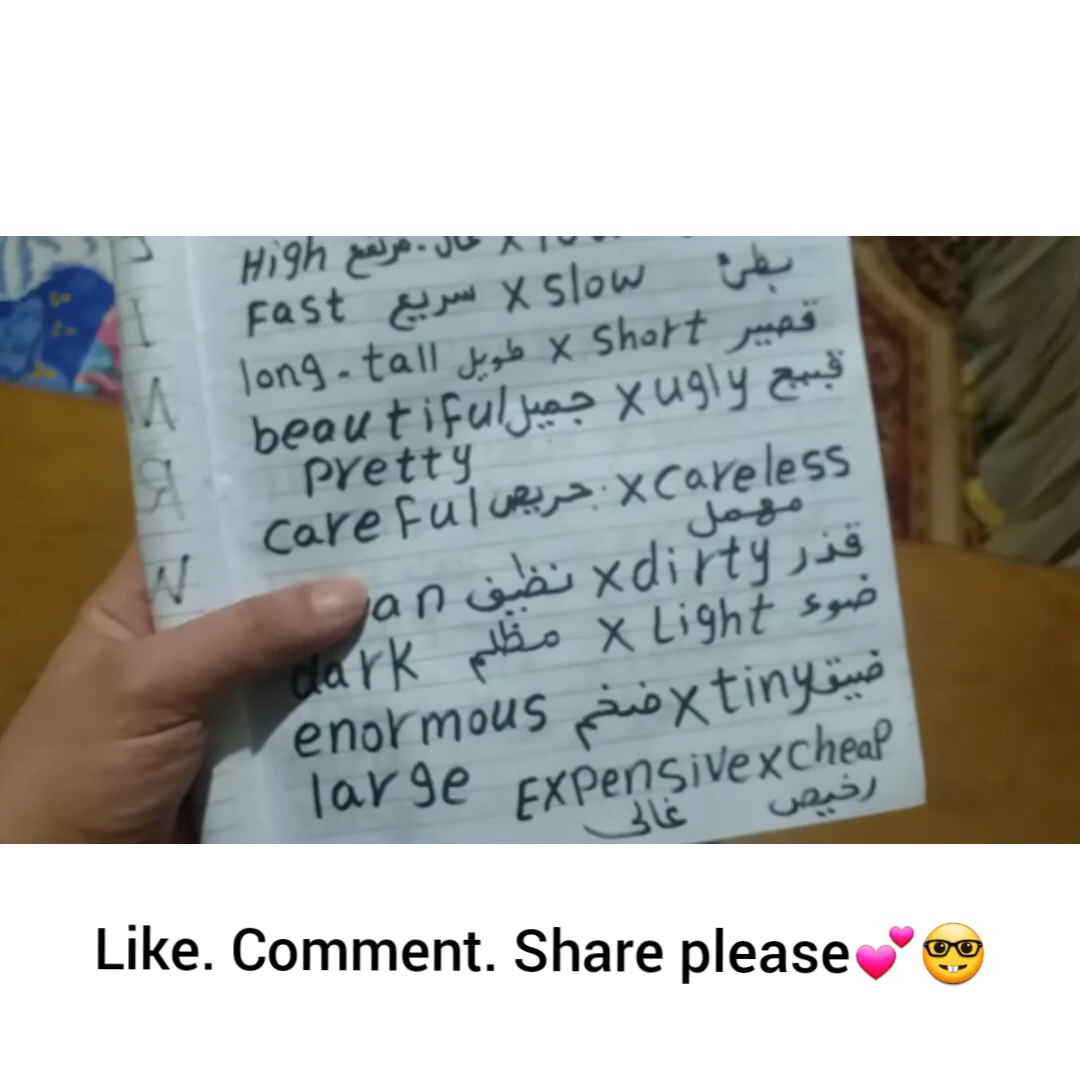 High عال.مرتفع X
Fast سريع X slow بطئ
long-tall طويل X short قصير
beautiful جميل X ugly قبيح
pretty
careful حريص X careless
مهمل
نظيف X dirty قذر
dark مظلم X Light ضوء
enormous ضخم X tiny ضيق
large EXPensive X CheaP
غالى رخيص
Like. Comment. Share please💕🤓